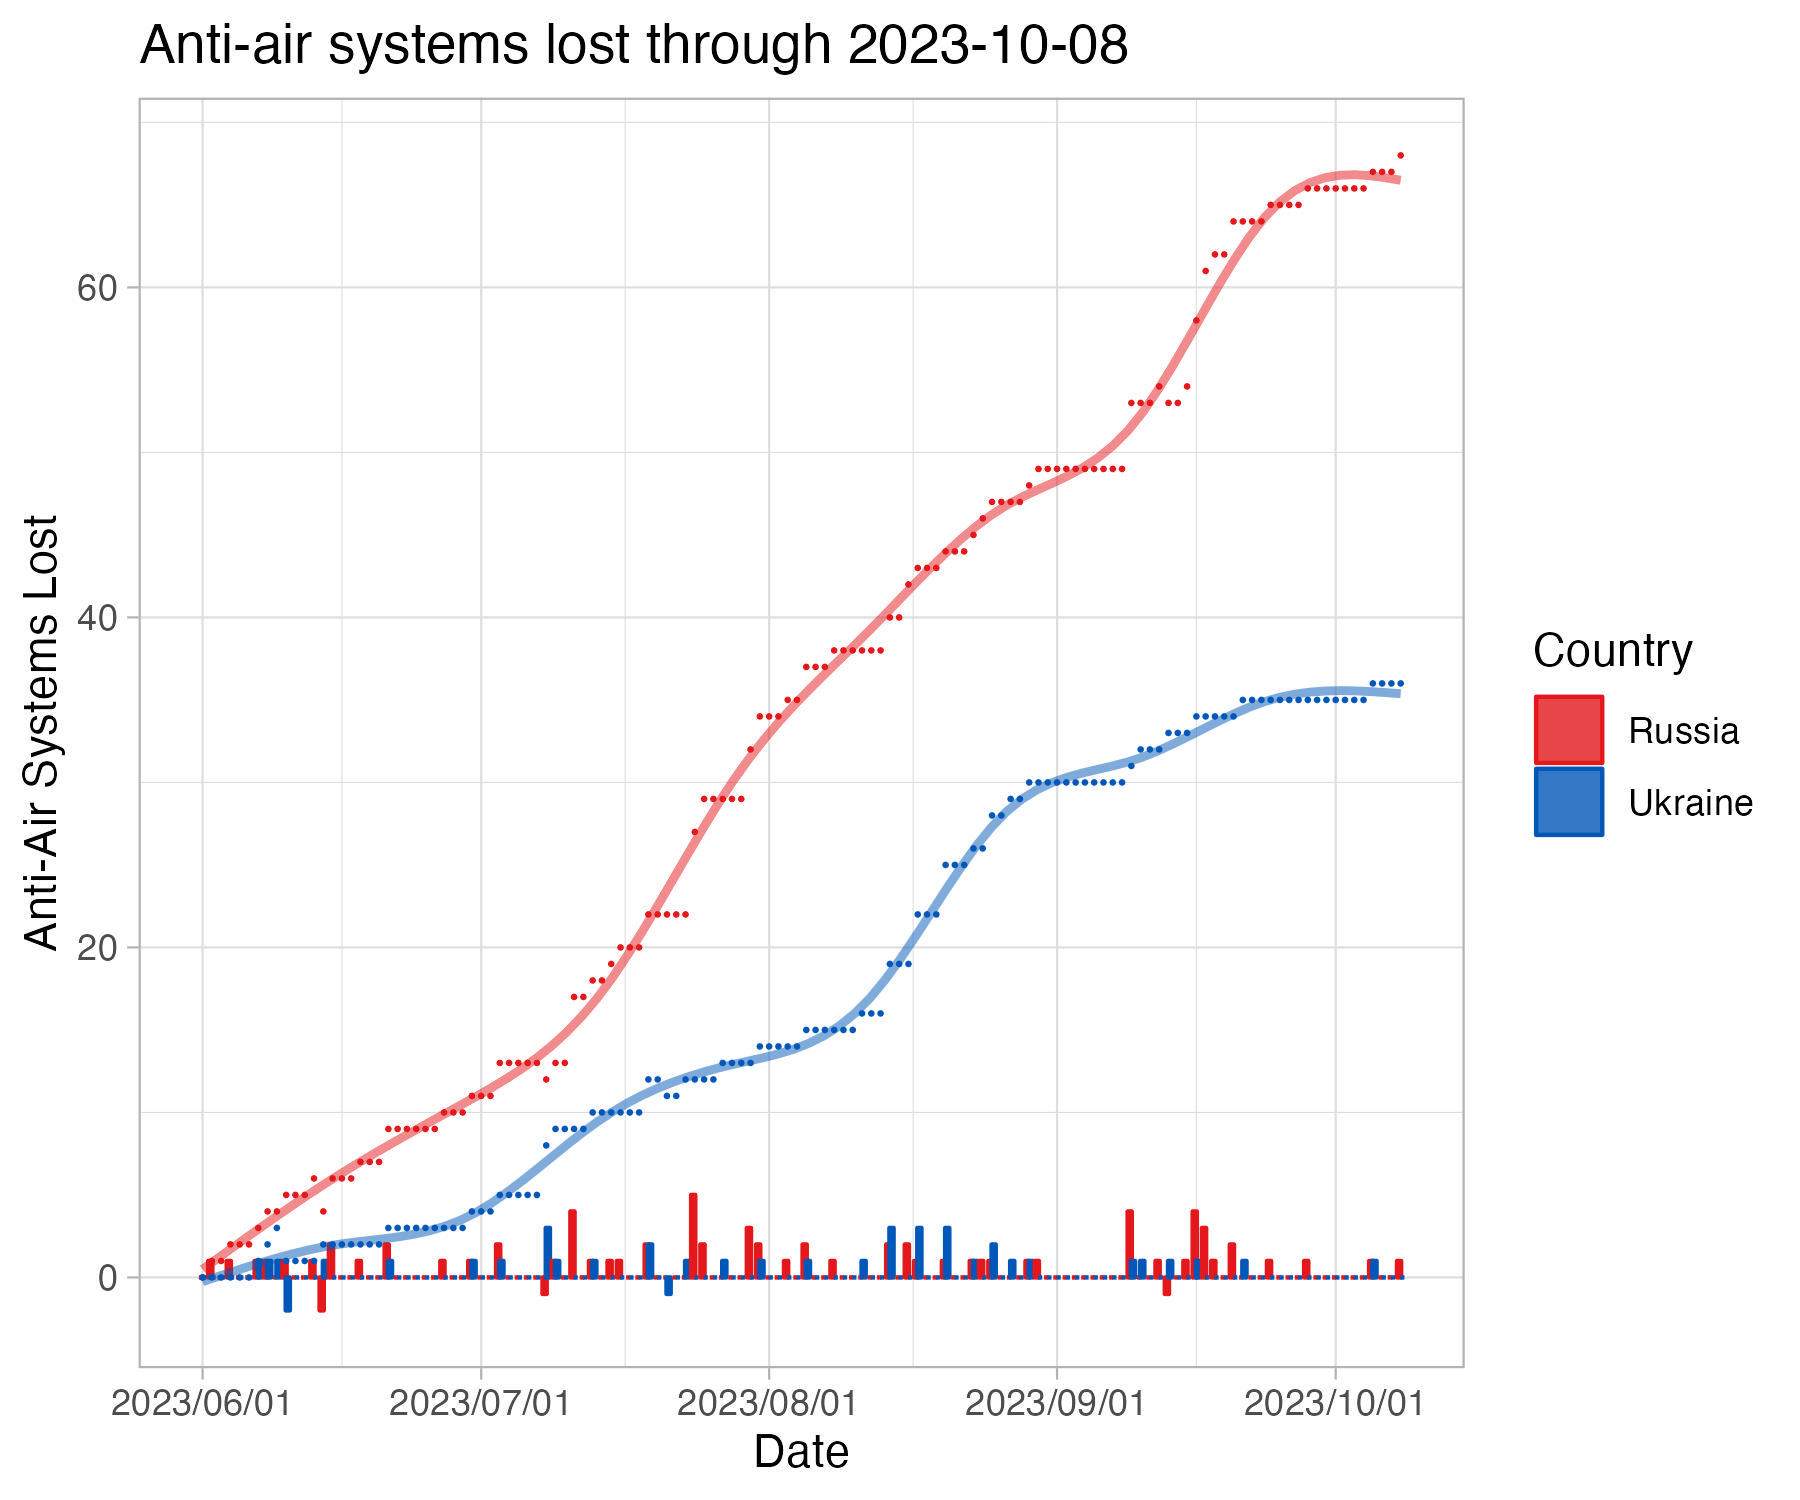 Anti-air systems lost through 2023-10-08
Anti-Air Systems Lost
60
40
20
0
2023/06/01 2023/07/01 2023/08/01 2023/09/01 2023/10/01
Date
Country
Russia
Ukraine